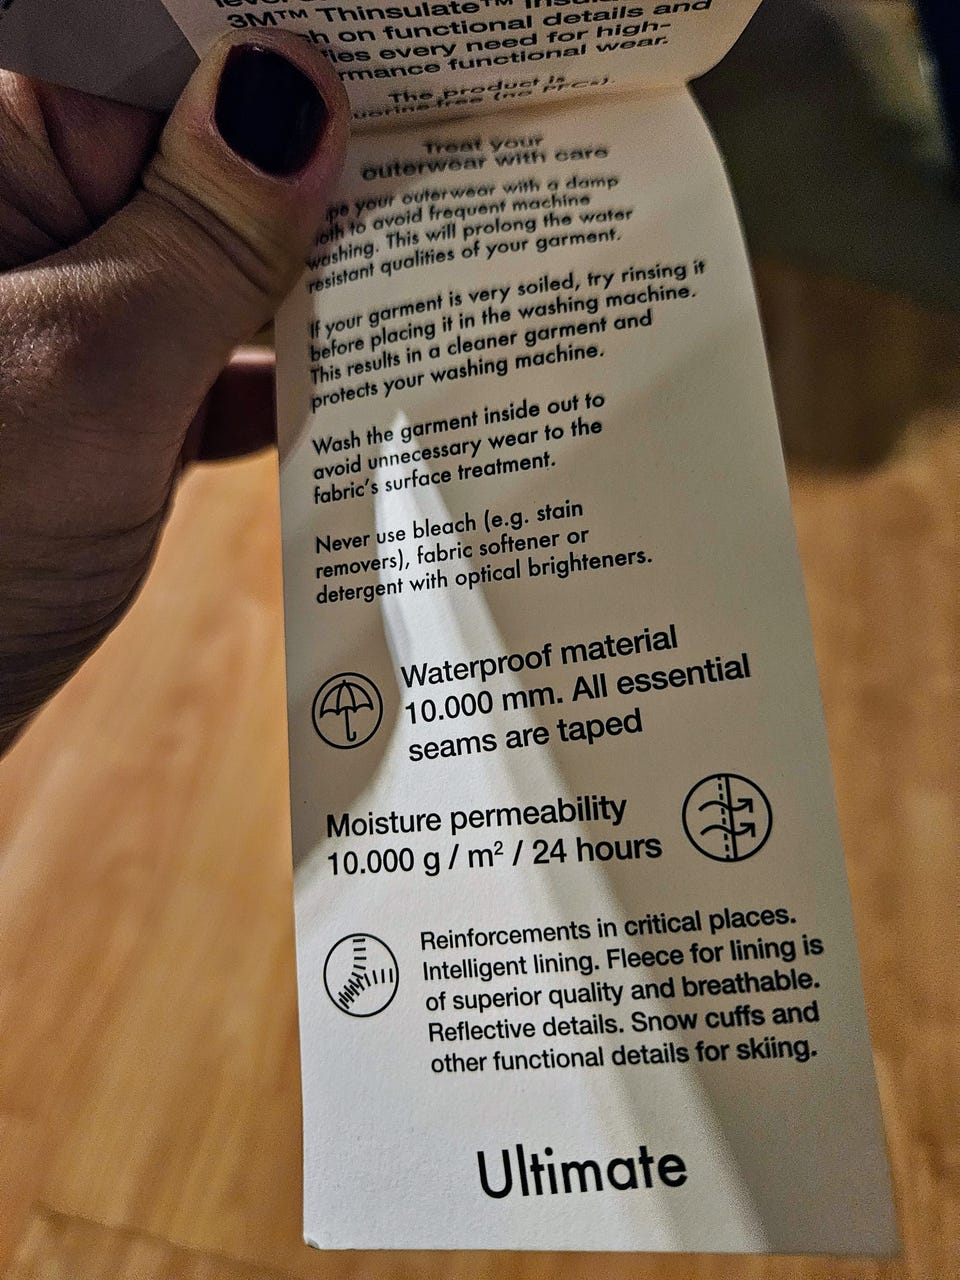 3M™ Thinsulate™
on functional details and
every need for high-
rmance functional wear.
The product is
Treat your
outerwear with care
pe your outerwear with a damp
oth to avoid frequent machine
washing. This will prolong the water
resistant qualities of your garment.
If your garment is very soiled, try rinsing it
before placing it in the washing machine.
This results in a cleaner garment and
protects your washing machine.
Wash the garment inside out to
avoid unnecessary wear to the
fabric's surface treatment.
Never use bleach (e.g. stain
removers), fabric softener or
detergent with optical brighteners.
Waterproof material
10.000 mm. All essential
seams are taped
Moisture permeability
10.000 g / m² / 24 hours
Reinforcements in critical places.
Intelligent lining. Fleece for lining is
of superior quality and breathable.
Reflective details. Snow cuffs and
other functional details for skiing.
Ultimate